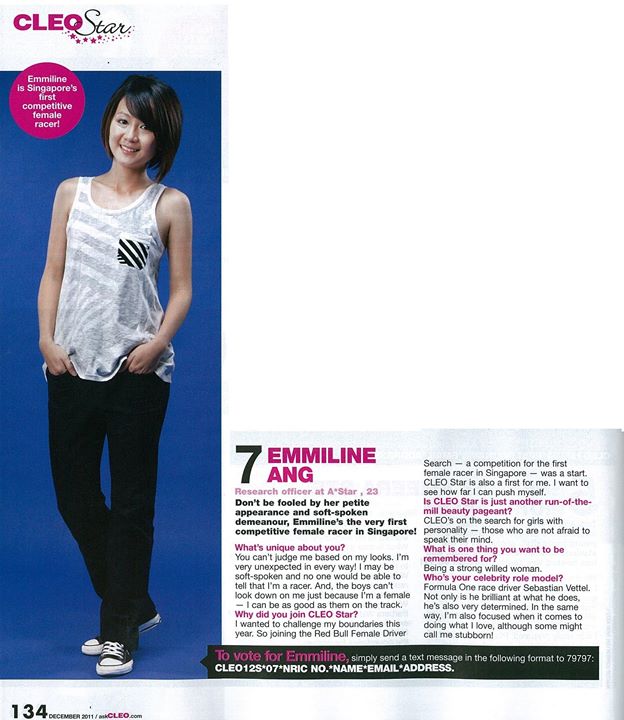 CLEO Star
Emmiline
is Singapore's
first
competitive
female
racer!
7 EMMILINE
ANG
Research officer at A*Star , 23
Don't be fooled by her petite
appearance and soft-spoken
demeanour, Emmiline's the very first
competitive female racer in Singapore!
What's unique about you?
You can't judge me based on my looks. I'm
very unexpected in every way! I may be
soft-spoken and no one would be able to
tell that I'm a racer. And, the boys can't
look down on me just because I'm a female
— I can be as good as them on the track.
Why did you join CLEO Star?
I wanted to challenge my boundaries this
year. So joining the Red Bull Female Driver
Search — a competition for the first
female racer in Singapore — was a start.
CLEO Star is also a first for me. I want to
see how far I can push myself.
Is CLEO Star is just another run-of-the-
mill beauty pageant?
CLEO's on the search for girls with
personality — those who are not afraid to
speak their mind.
What is one thing you want to be
remembered for?
Being a strong willed woman.
Who's your celebrity role model?
Formula One race driver Sebastian Vettel.
Not only is he brilliant at what he does,
he's also very determined. In the same
way, I'm also focused when it comes to
doing what I love, although some might
call me stubborn!
To vote for Emmiline, simply send a text message in the following format to 79797:
CLEO12S*07*NRIC NO.*NAME*EMAIL*ADDRESS.
134 DECEMBER 2011 / askCLEO.com